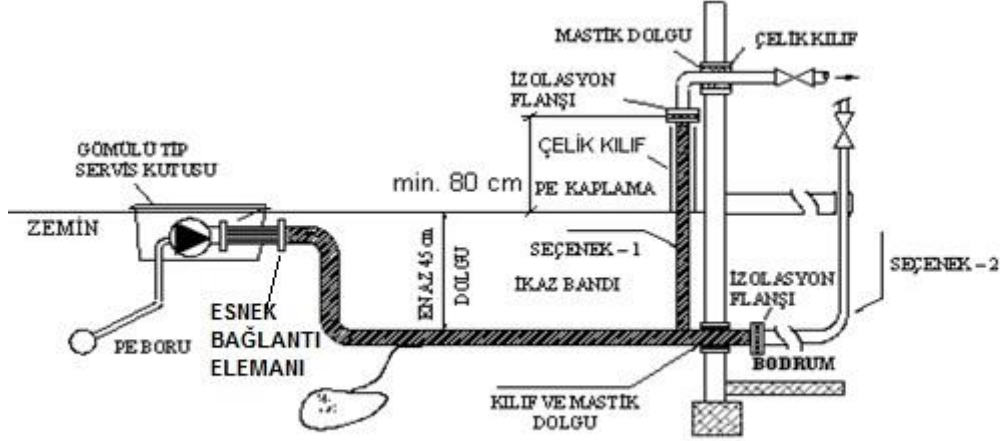 MASTİK DOLGU
ÇELİK KILIF
İZOLASYON
FLANŞI
GÖMÜLÜ TİP
SERVİS KUTUSU
ÇELİK KILIF
min. 80 cm
PE KAPLAMA
ZEMİN
EN AZ 45 cm
DOLGU
SEÇENEK – 1
İKAZ BANDI
SEÇENEK – 2
İZOLASYON
FLANŞI
ESNEK
BAĞLANTI
ELEMANI
PE BORU
BODRUM
KILIF VE MASTİK
DOLGU